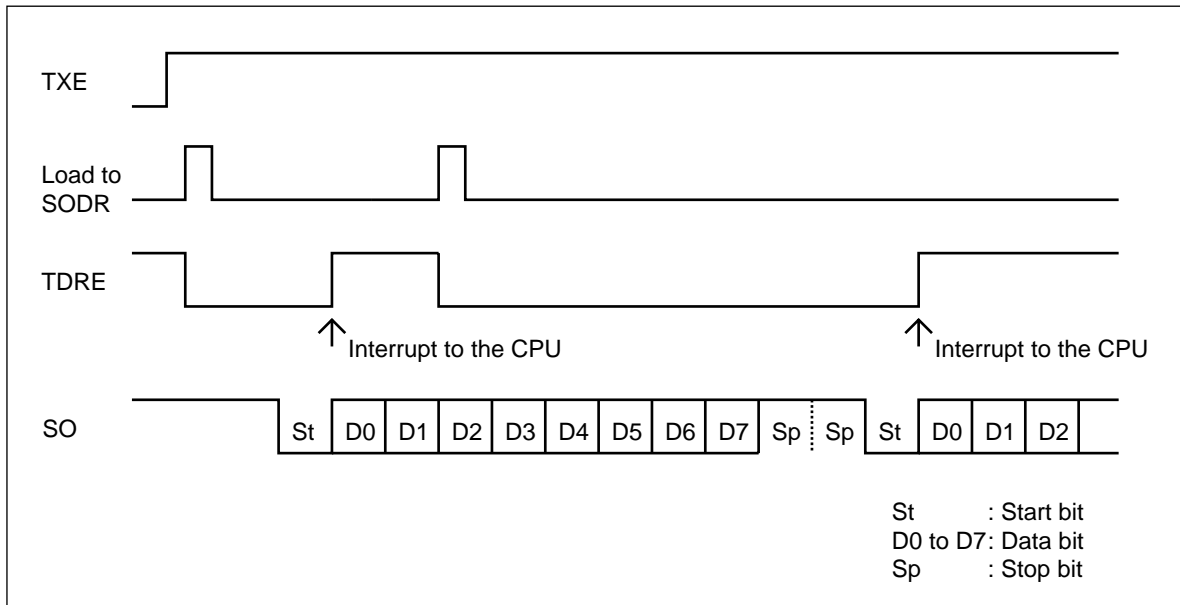 TXE
Load to
SODR
TDRE
Interrupt to the CPU Interrupt to the CPU
SO St D0 D1 D2 D3 D4 D5 D6 D7 Sp Sp St D0 D1 D2
St : Start bit
D0 to D7: Data bit
Sp : Stop bit